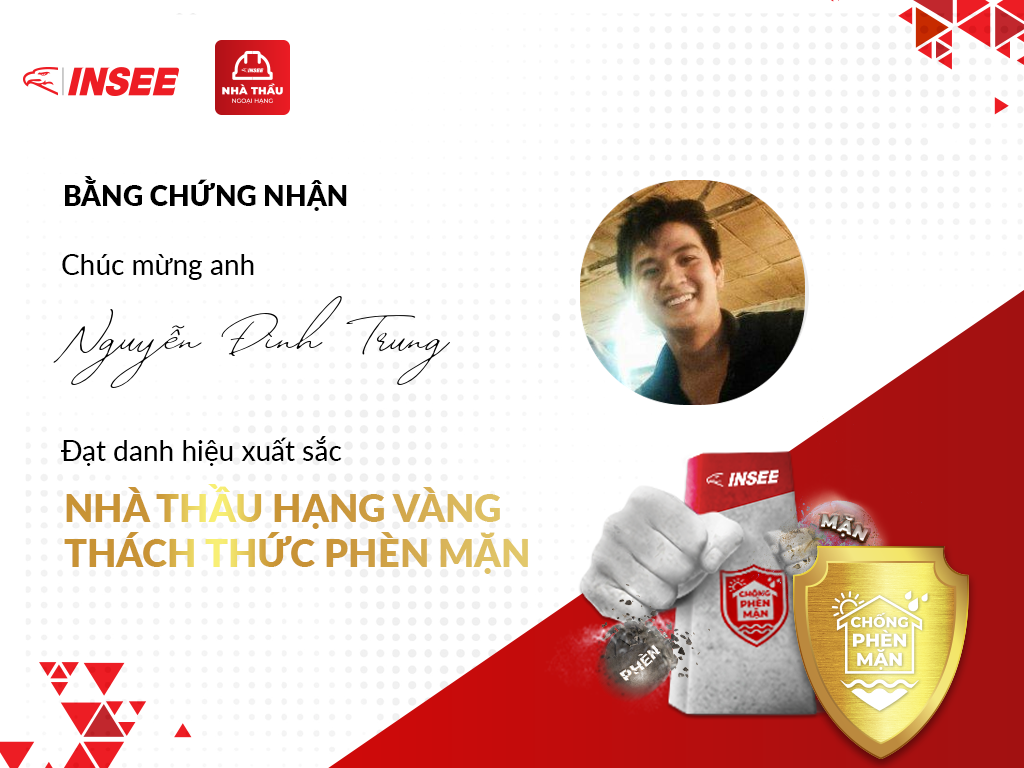 INSEE
INSEE
NHÀ THẦU
NGOẠI HẠNG
BẰNG CHỨNG NHẬN
Chúc mừng anh
Nguyễn Đình Trung
Đạt danh hiệu xuất sắc
NHÀ THẦU HẠNG VÀNG
THÁCH THỨC PHÈN MẶN
INSEE
MẶN
CHỐNG
PHÈN
MẶN
PHÈN
CHỐNG
PHÈN
MẶN